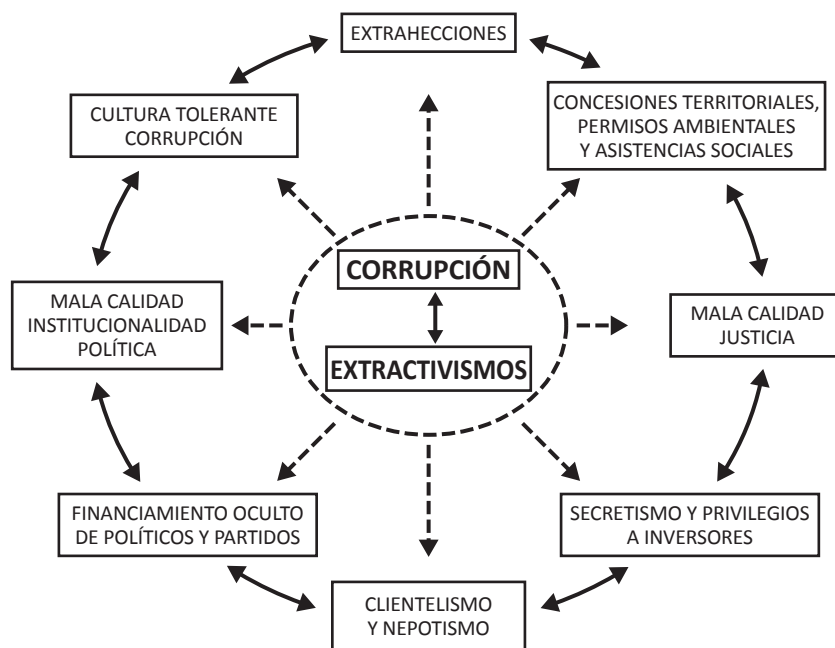 EXTRAHECCIONES
CULTURA TOLERANTE
CORRUPCIÓN
CONCESIONES TERRITORIALES,
PERMISOS AMBIENTALES
Y ASISTENCIAS SOCIALES
CORRUPCIÓN
EXTRACTIVISMOS
MALA CALIDAD
INSTITUCIONALIDAD
POLÍTICA
MALA CALIDAD
JUSTICIA
FINANCIAMIENTO OCULTO
DE POLÍTICOS Y PARTIDOS
SECRETISMO Y PRIVILEGIOS
A INVERSORES
CLIENTELISMO
Y NEPOTISMO